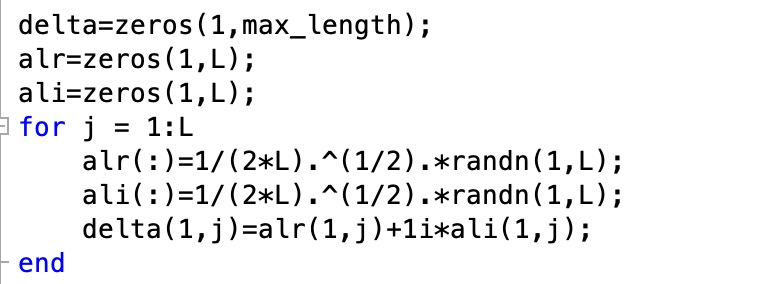 delta=zeros(1,max_length);
alr=zeros(1,L);
ali=zeros(1,L);
for j = 1:L
    alr(:)=1/(2*L).^(1/2).*randn(1,L);
    ali(:)=1/(2*L).^(1/2).*randn(1,L);
    delta(1,j)=alr(1,j)+1i*ali(1,j);
end